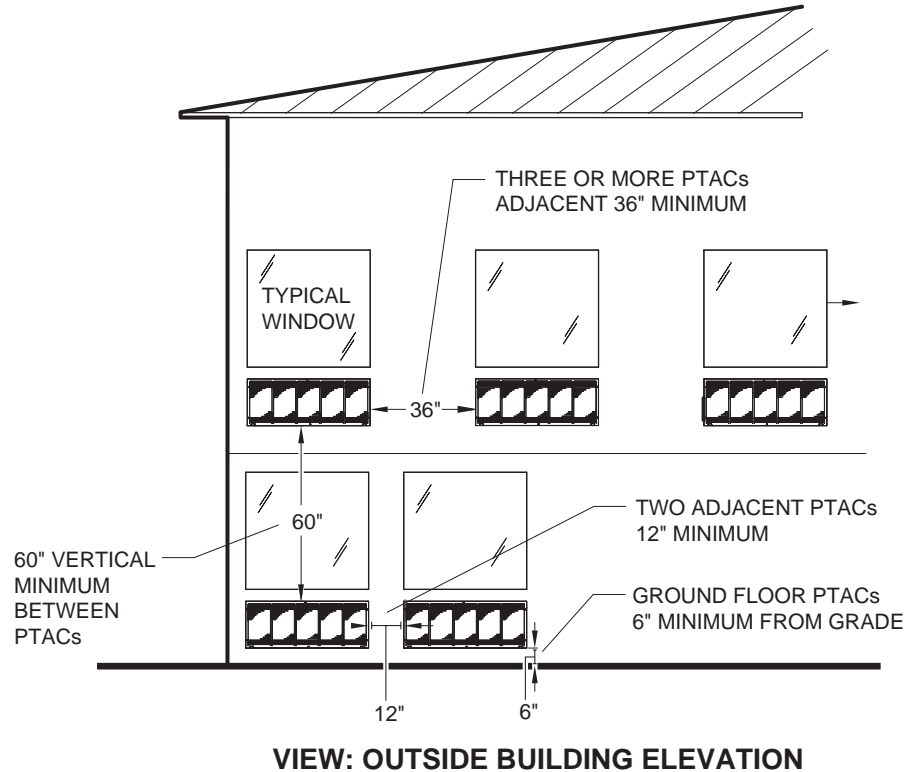 THREE OR MORE PTACs
ADJACENT 36" MINIMUM
TYPICAL
WINDOW
36"
60"
TWO ADJACENT PTACs
12" MINIMUM
60" VERTICAL
MINIMUM
BETWEEN
PTACs
GROUND FLOOR PTACs
6" MINIMUM FROM GRADE
12"
6"
VIEW: OUTSIDE BUILDING ELEVATION